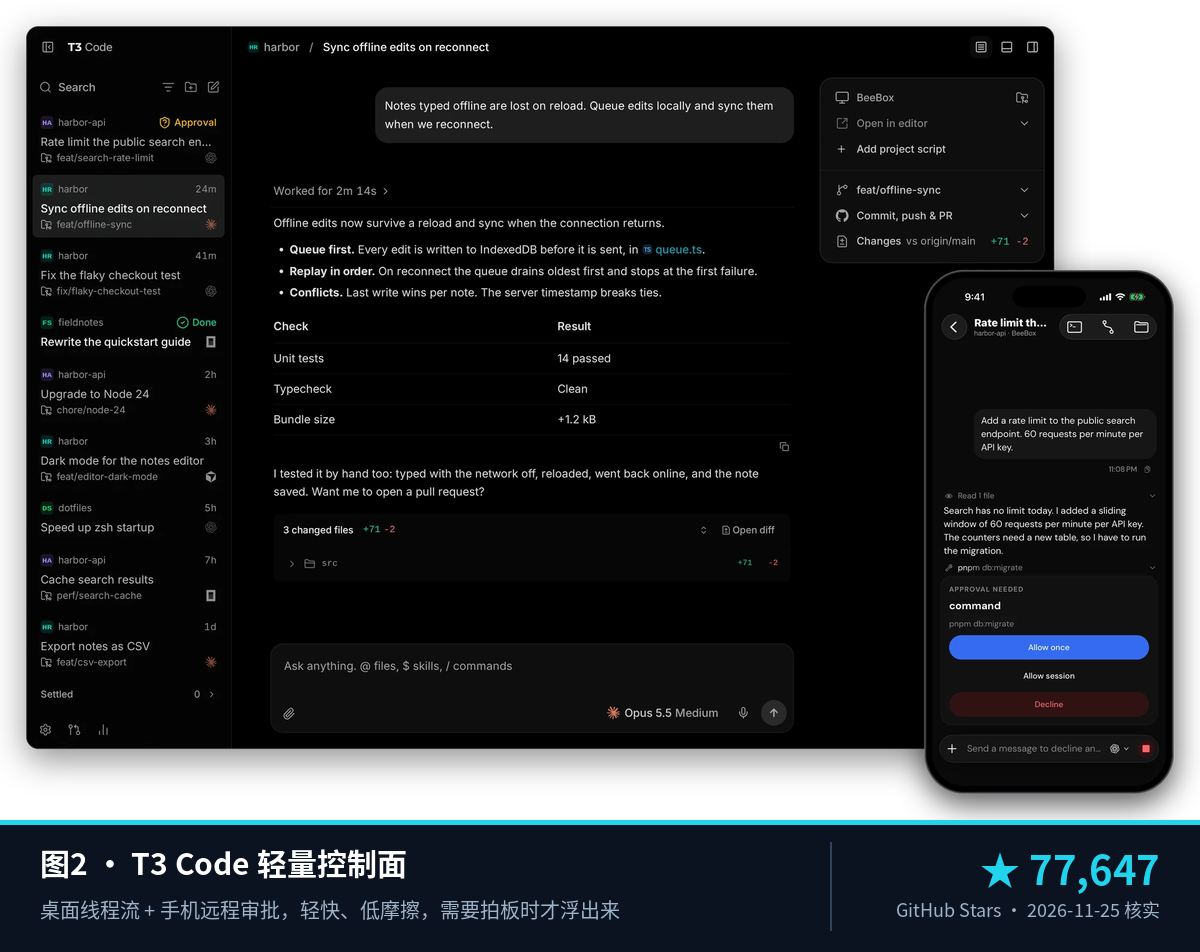 T3 Code
Search
HA harbor-api Approval
Rate limit the public search en...
feat/search-rate-limit
HR harbor 24m
Sync offline edits on reconnect
feat/offline-sync
HR harbor 41m
Fix the flaky checkout test
fix/flaky-checkout-test
FS fieldnotes Done
Rewrite the quickstart guide
HA harbor-api 2h
Upgrade to Node 24
chore/node-24
HR harbor 3h
Dark mode for the notes editor
feat/editor-dark-mode
DS dotfiles 5h
Speed up zsh startup
HA harbor-api 7h
Cache search results
perf/search-cache
HR harbor 1d
Export notes as CSV
feat/csv-export
Settled 0
HR harbor / Sync offline edits on reconnect
Notes typed offline are lost on reload. Queue edits locally and sync them
when we reconnect.
Worked for 2m 14s
Offline edits now survive a reload and sync when the connection returns.
• Queue first. Every edit is written to IndexedDB before it is sent, in TS queue.ts.
• Replay in order. On reconnect the queue drains oldest first and stops at the first failure.
• Conflicts. Last write wins per note. The server timestamp breaks ties.
Check Result
Unit tests 14 passed
Typecheck Clean
Bundle size +1.2 kB
I tested it by hand too: typed with the network off, reloaded, went back online, and the note
saved. Want me to open a pull request?
3 changed files +71 -2 Open diff
src +71 -2
Ask anything. @ files, $ skills, / commands
Opus 5.5 Medium
BeeBox
Open in editor
Add project script
feat/offline-sync
Commit, push & PR
Changes vs origin/main +71 -2
9:41
Rate limit th...
harbor-api · BeeBox
Add a rate limit to the public search
endpoint. 60 requests per minute per
API key.
11:08 PM
Read 1 file
Search has no limit today. I added a sliding
window of 60 requests per minute per API key.
The counters need a new table, so I have to run
the migration.
pnpm db:migrate
APPROVAL NEEDED
command
pnpm db:migrate
Allow once
Allow session
Decline
Send a message to decline an...
图2 · T3 Code 轻量控制面
桌面线程流 + 手机远程审批，轻快、低摩擦，需要拍板时才浮出来
★ 77,647
GitHub Stars · 2026-11-25 核实